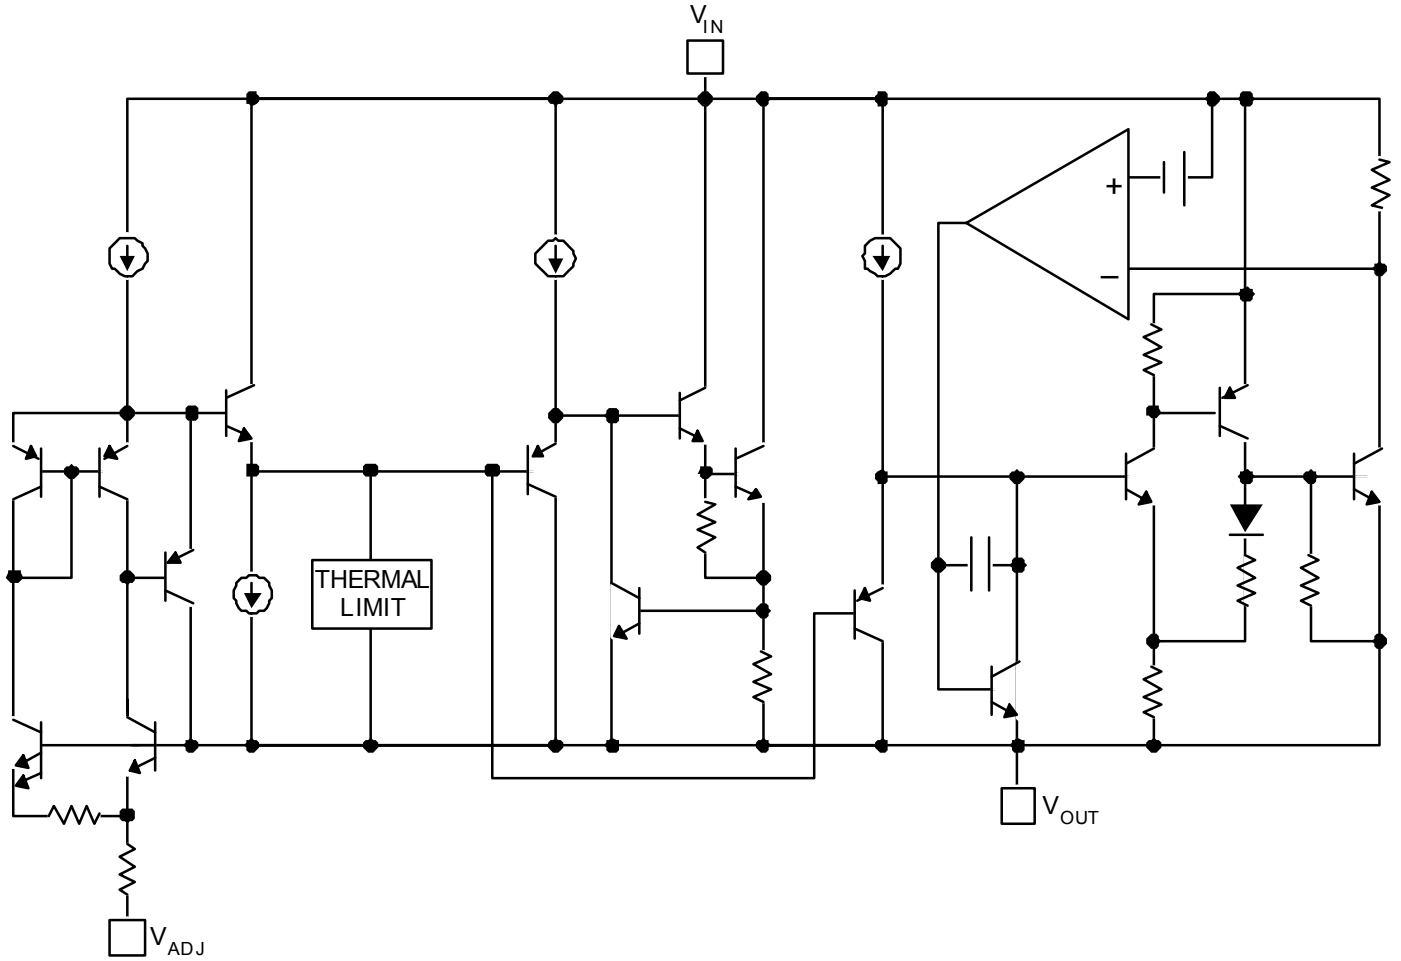 VIN
+
–
THERMAL
LIMIT
VOUT
VADJ